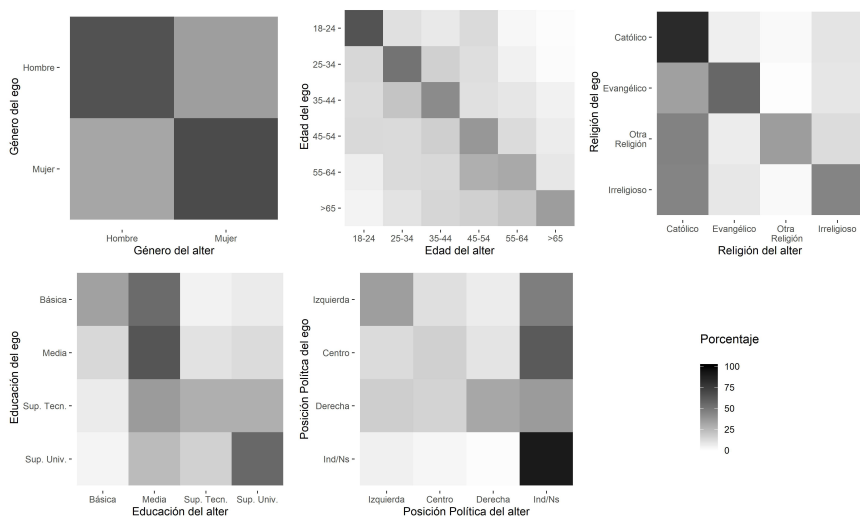 Hombre
Mujer
Género del ego
Hombre
Mujer
Género del alter
18-24
25-34
35-44
45-54
55-64
>65
Edad del ego
18-24
25-34
35-44
45-54
55-64
>65
Edad del alter
Católico
Evangélico
Otra
Religión
Irreligioso
Religión del ego
Católico
Evangélico
Otra
Religión
Irreligioso
Religión del alter
Básica
Media
Sup. Tecn.
Sup. Univ.
Educación del ego
Básica
Media
Sup. Tecn.
Sup. Univ.
Educación del alter
Izquierda
Centro
Derecha
Ind/Ns
Posición Polítca del ego
Izquierda
Centro
Derecha
Ind/Ns
Posición Política del alter
Porcentaje
100
75
50
25
0